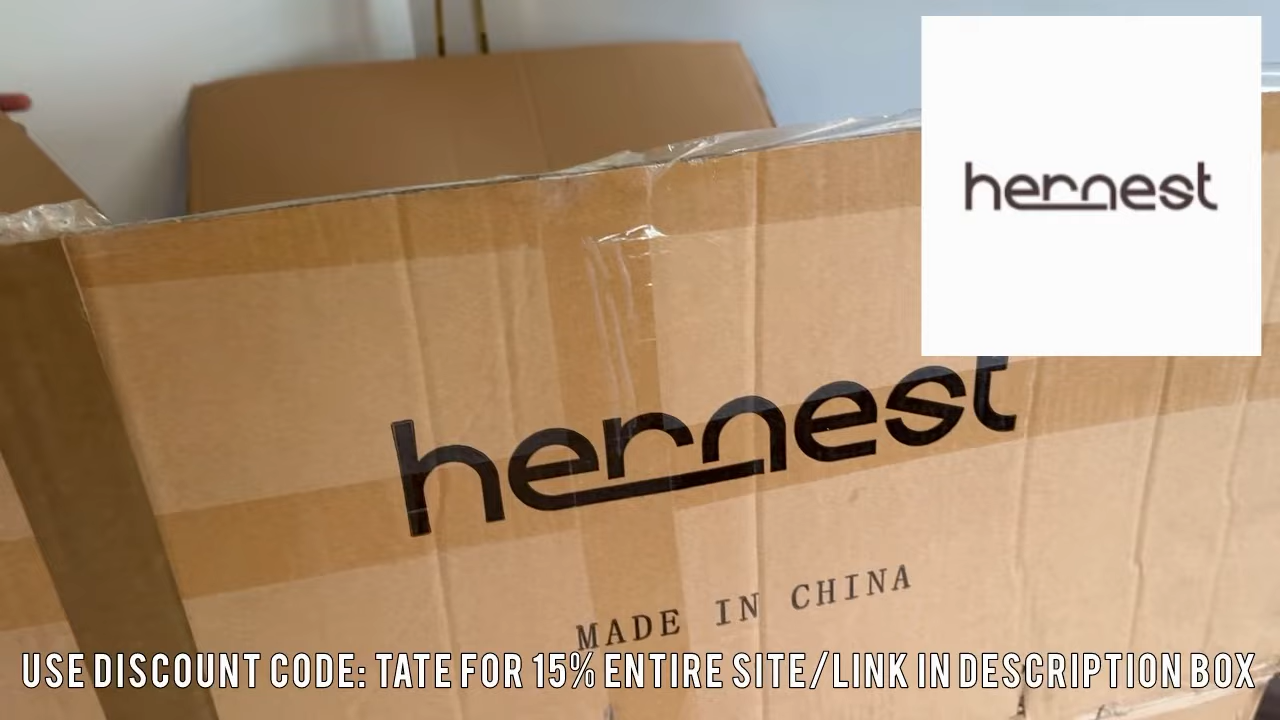 hernest
hernest
MADE IN CHINA
USE DISCOUNT CODE: TATE FOR 15% ENTIRE SITE/LINK IN DESCRIPTION BOX